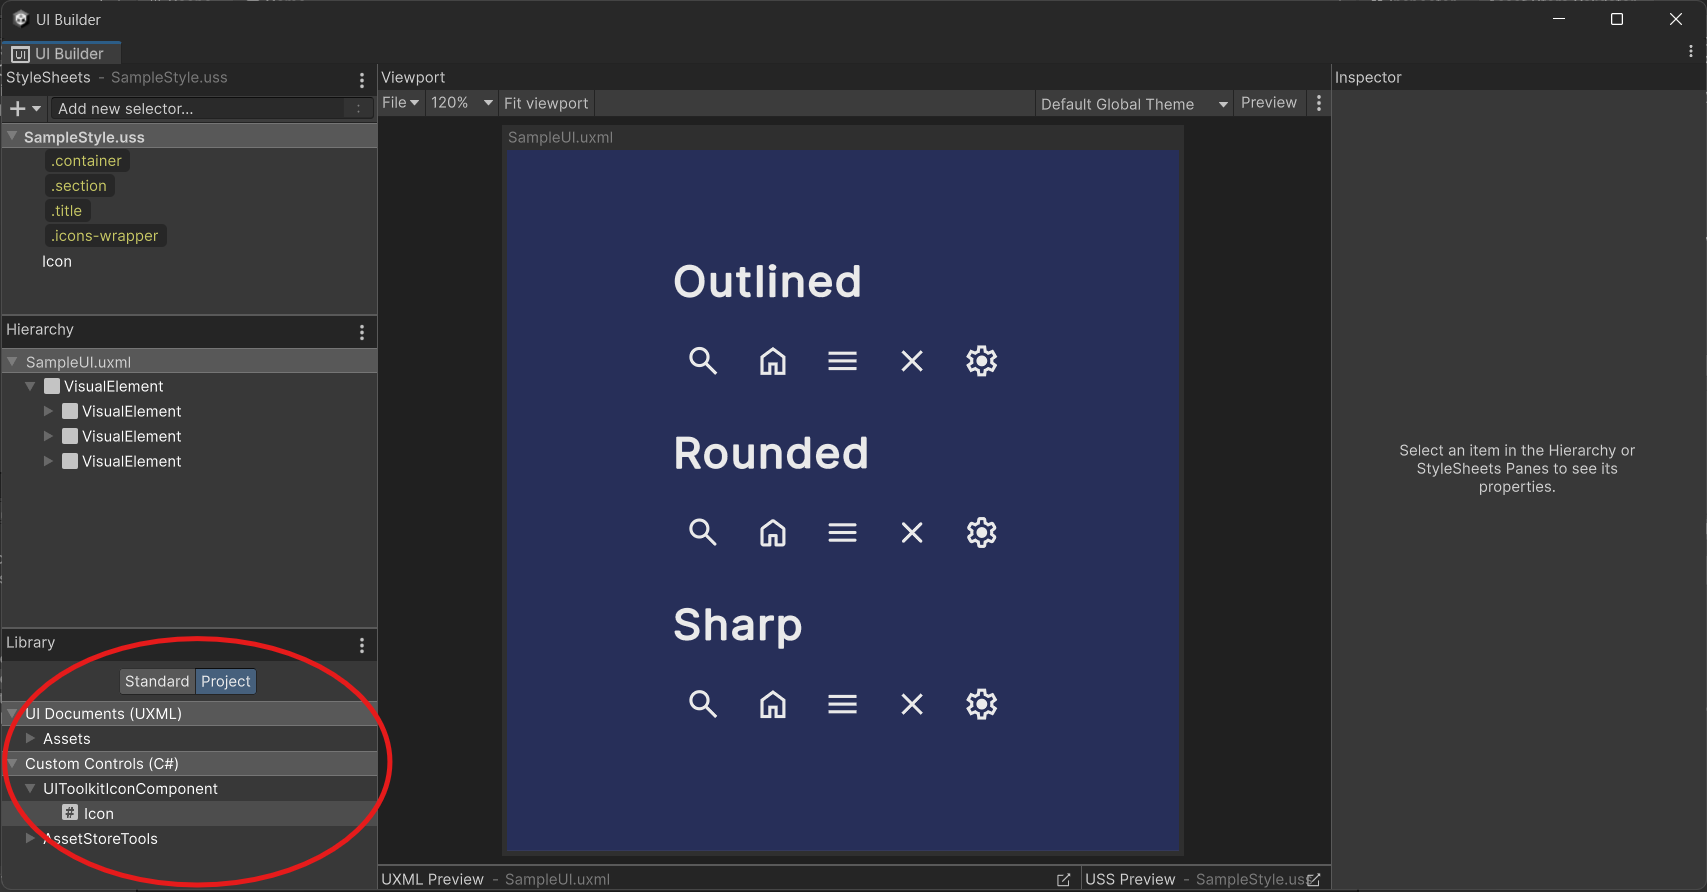 UI Builder
UI Builder
StyleSheets - SampleStyle.uss
Add new selector...
SampleStyle.uss
.container
.section
.title
.icons-wrapper
Icon
Hierarchy
SampleUI.uxml
VisualElement
VisualElement
VisualElement
VisualElement
Library
Standard Project
UI Documents (UXML)
Assets
Custom Controls (C#)
UIToolkitIconComponent
# Icon
AssetStoreTools
Viewport
File 120% Fit viewport Default Global Theme Preview
SampleUI.uxml
Outlined
Rounded
Sharp
UXML Preview - SampleUI.uxml
USS Preview - SampleStyle.uss
Inspector
Select an item in the Hierarchy or
StyleSheets Panes to see its
properties.